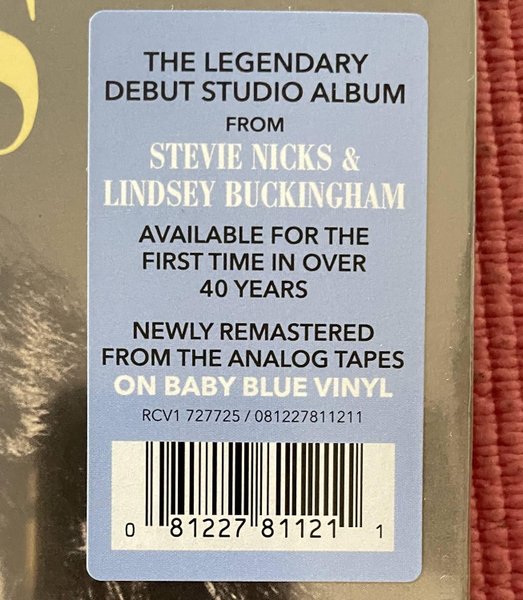 S
THE LEGENDARY
DEBUT STUDIO ALBUM
FROM
STEVIE NICKS &
LINDSEY BUCKINGHAM
AVAILABLE FOR THE
FIRST TIME IN OVER
40 YEARS
NEWLY REMASTERED
FROM THE ANALOG TAPES
ON BABY BLUE VINYL
RCV1 727725 / 081227811211
0 81227 81121 1